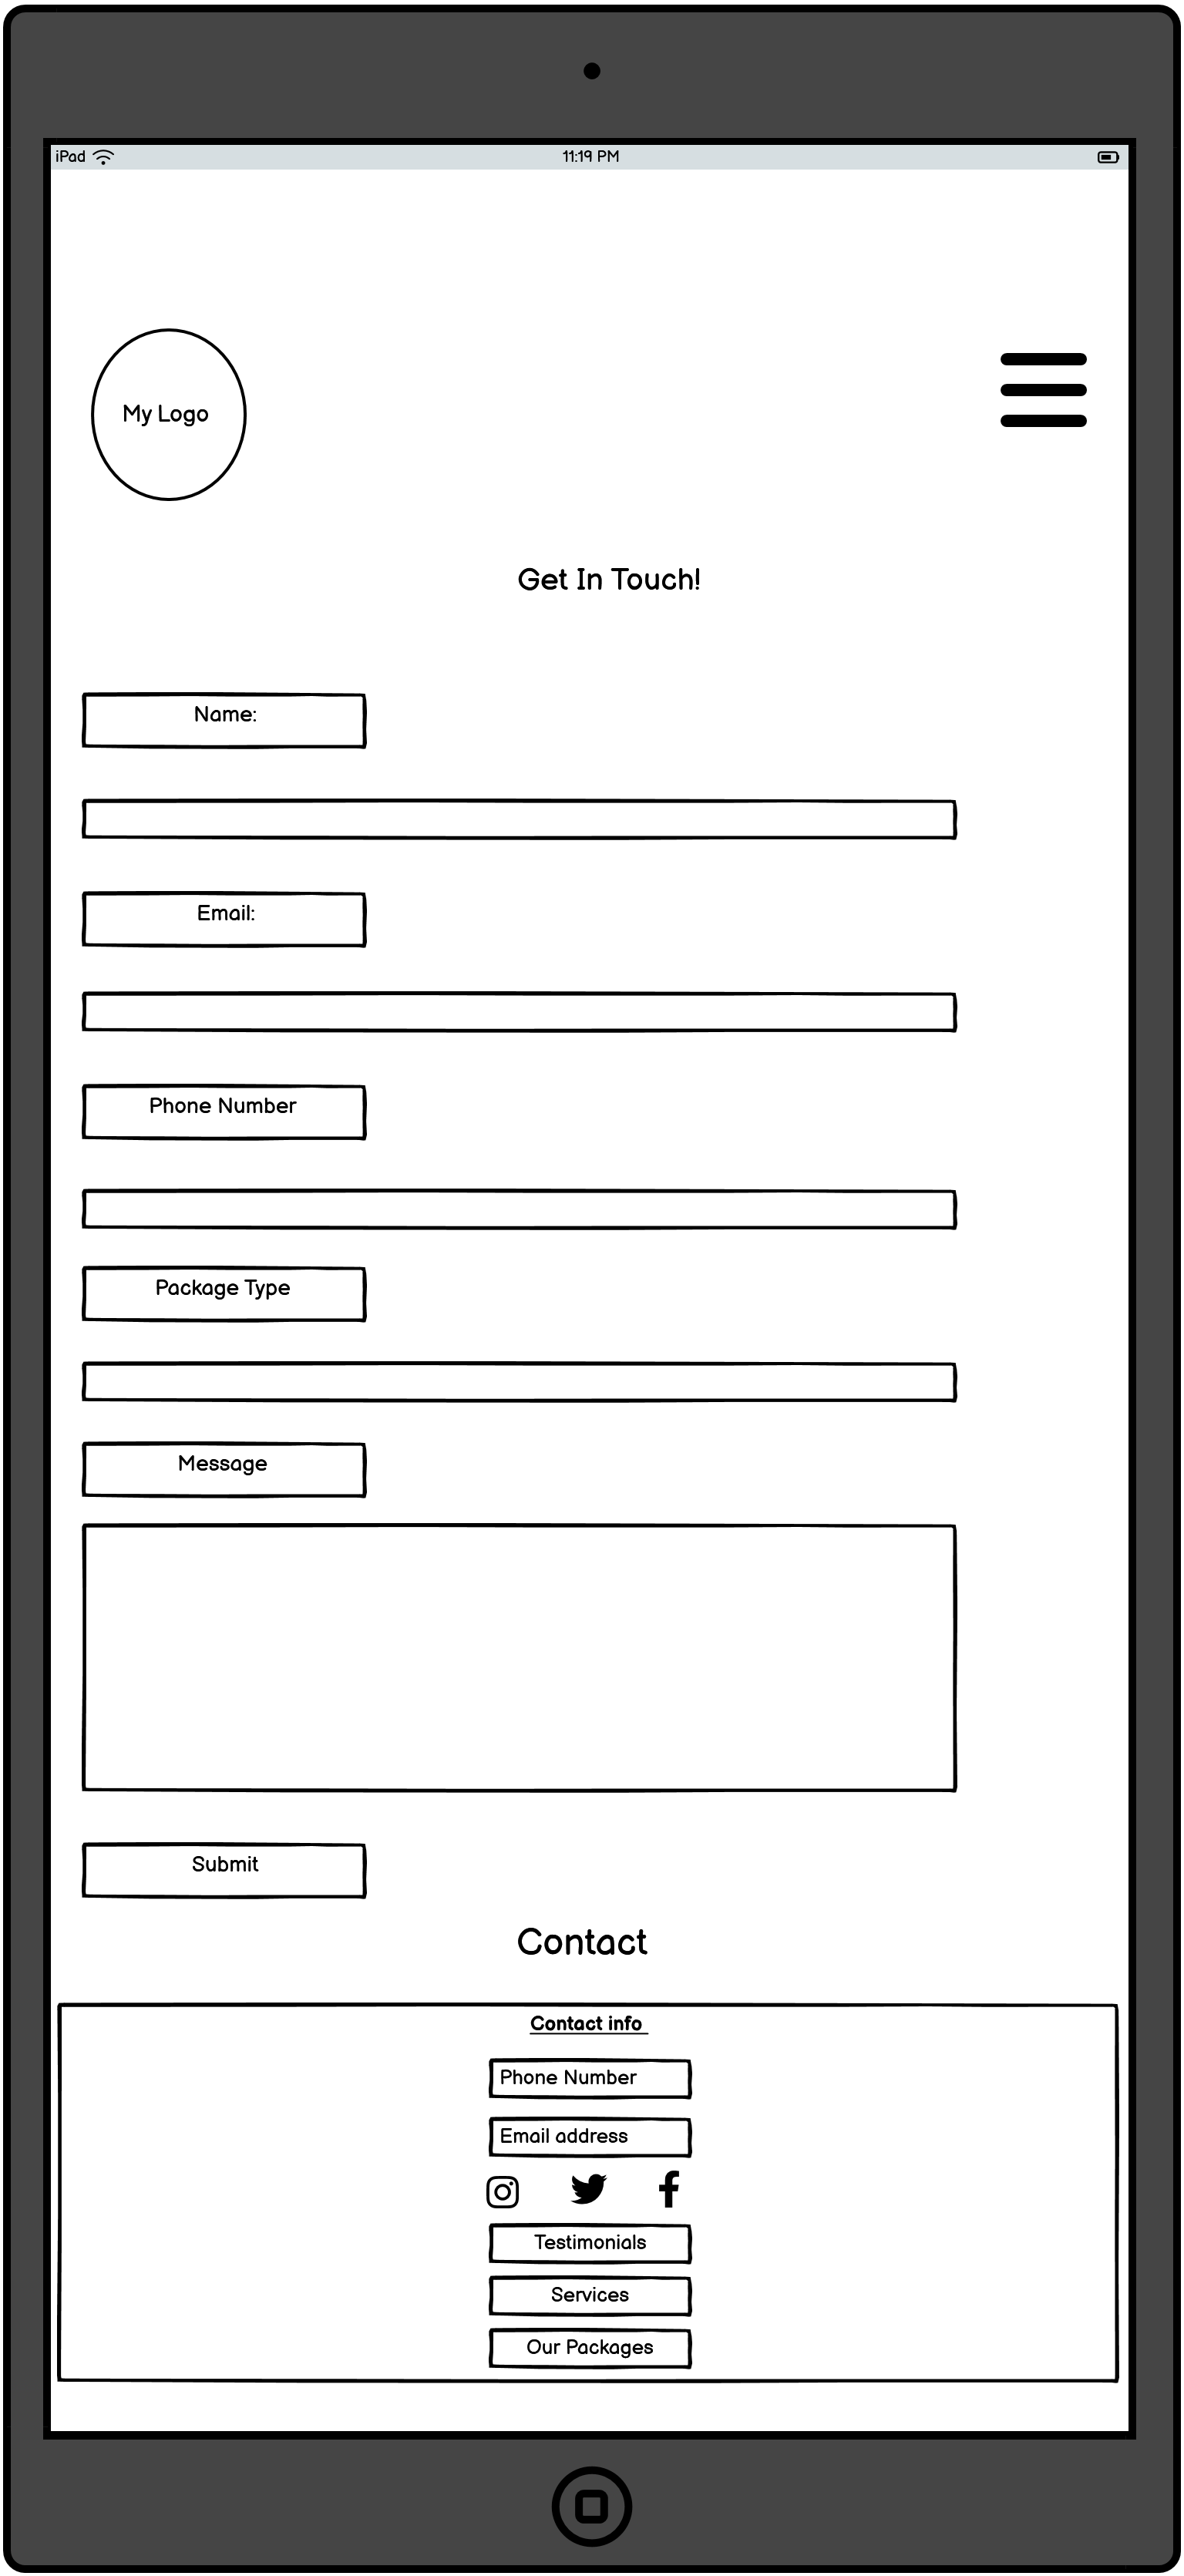 iPad
11:19 PM
My Logo
Get In Touch!
Name:
Email:
Phone Number
Package Type
Message
Submit
Contact
Contact info
Phone Number
Email address
Testimonials
Services
Our Packages